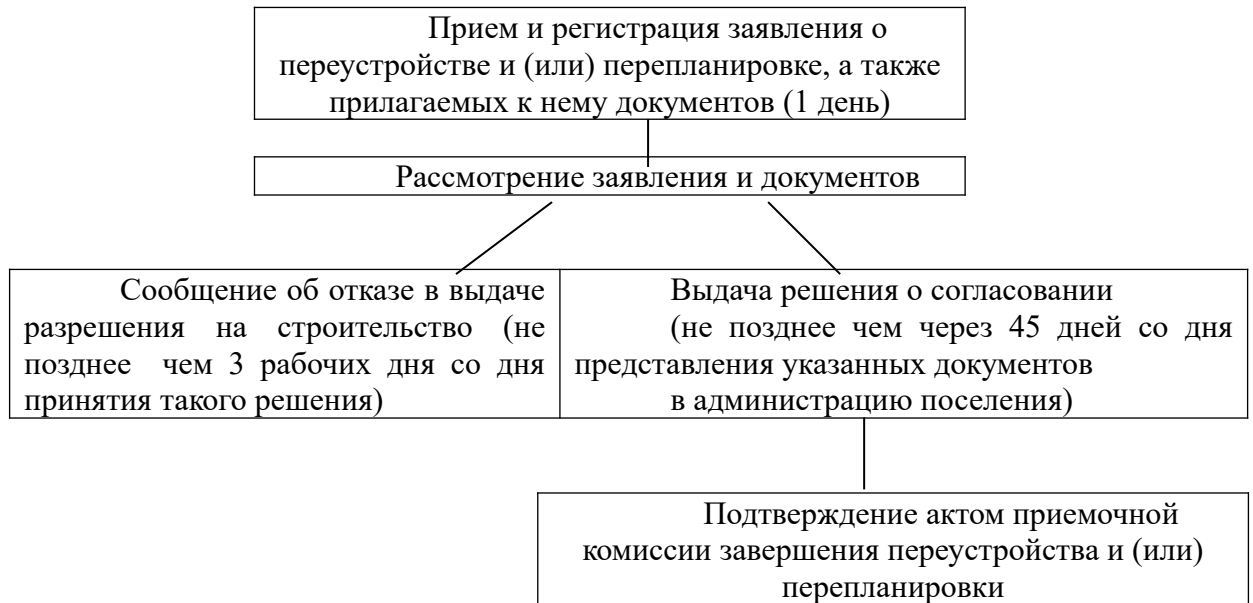 Прием и регистрация заявления о
переустройстве и (или) перепланировке, а также
прилагаемых к нему документов (1 день)
Рассмотрение заявления и документов
Сообщение об отказе в выдаче
разрешения на строительство (не
позднее чем 3 рабочих дня со дня
принятия такого решения)
Выдача решения о согласовании
(не позднее чем через 45 дней со дня
представления указанных документов
в администрацию поселения)
Подтверждение актом приемочной
комиссии завершения переустройства и (или)
перепланировки